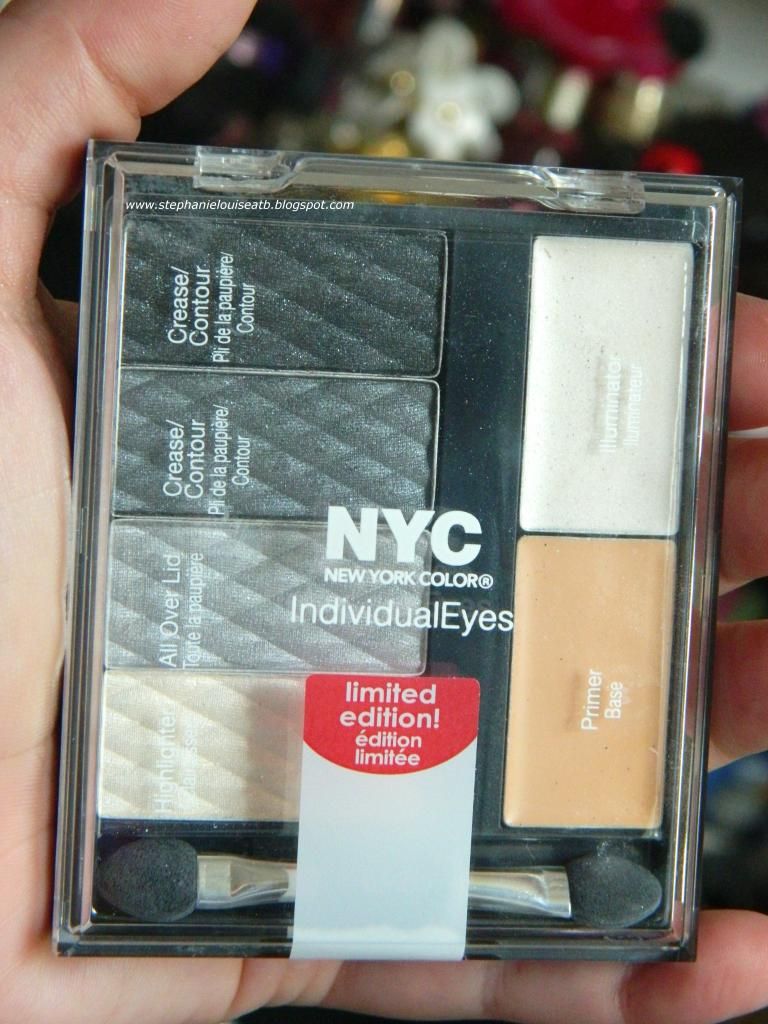 www.stephanielouiseatb.blogspot.com
Crease/
Contour
Pli de la paupière/
Contour
Crease/
Contour
Pli de la paupière/
Contour
All Over Lid
Toute la paupière
Highlighter
Illuminator
Illuminateur
Primer
Base
NYC
NEW YORK COLOR®
IndividualEyes
limited
edition!
édition
limitée